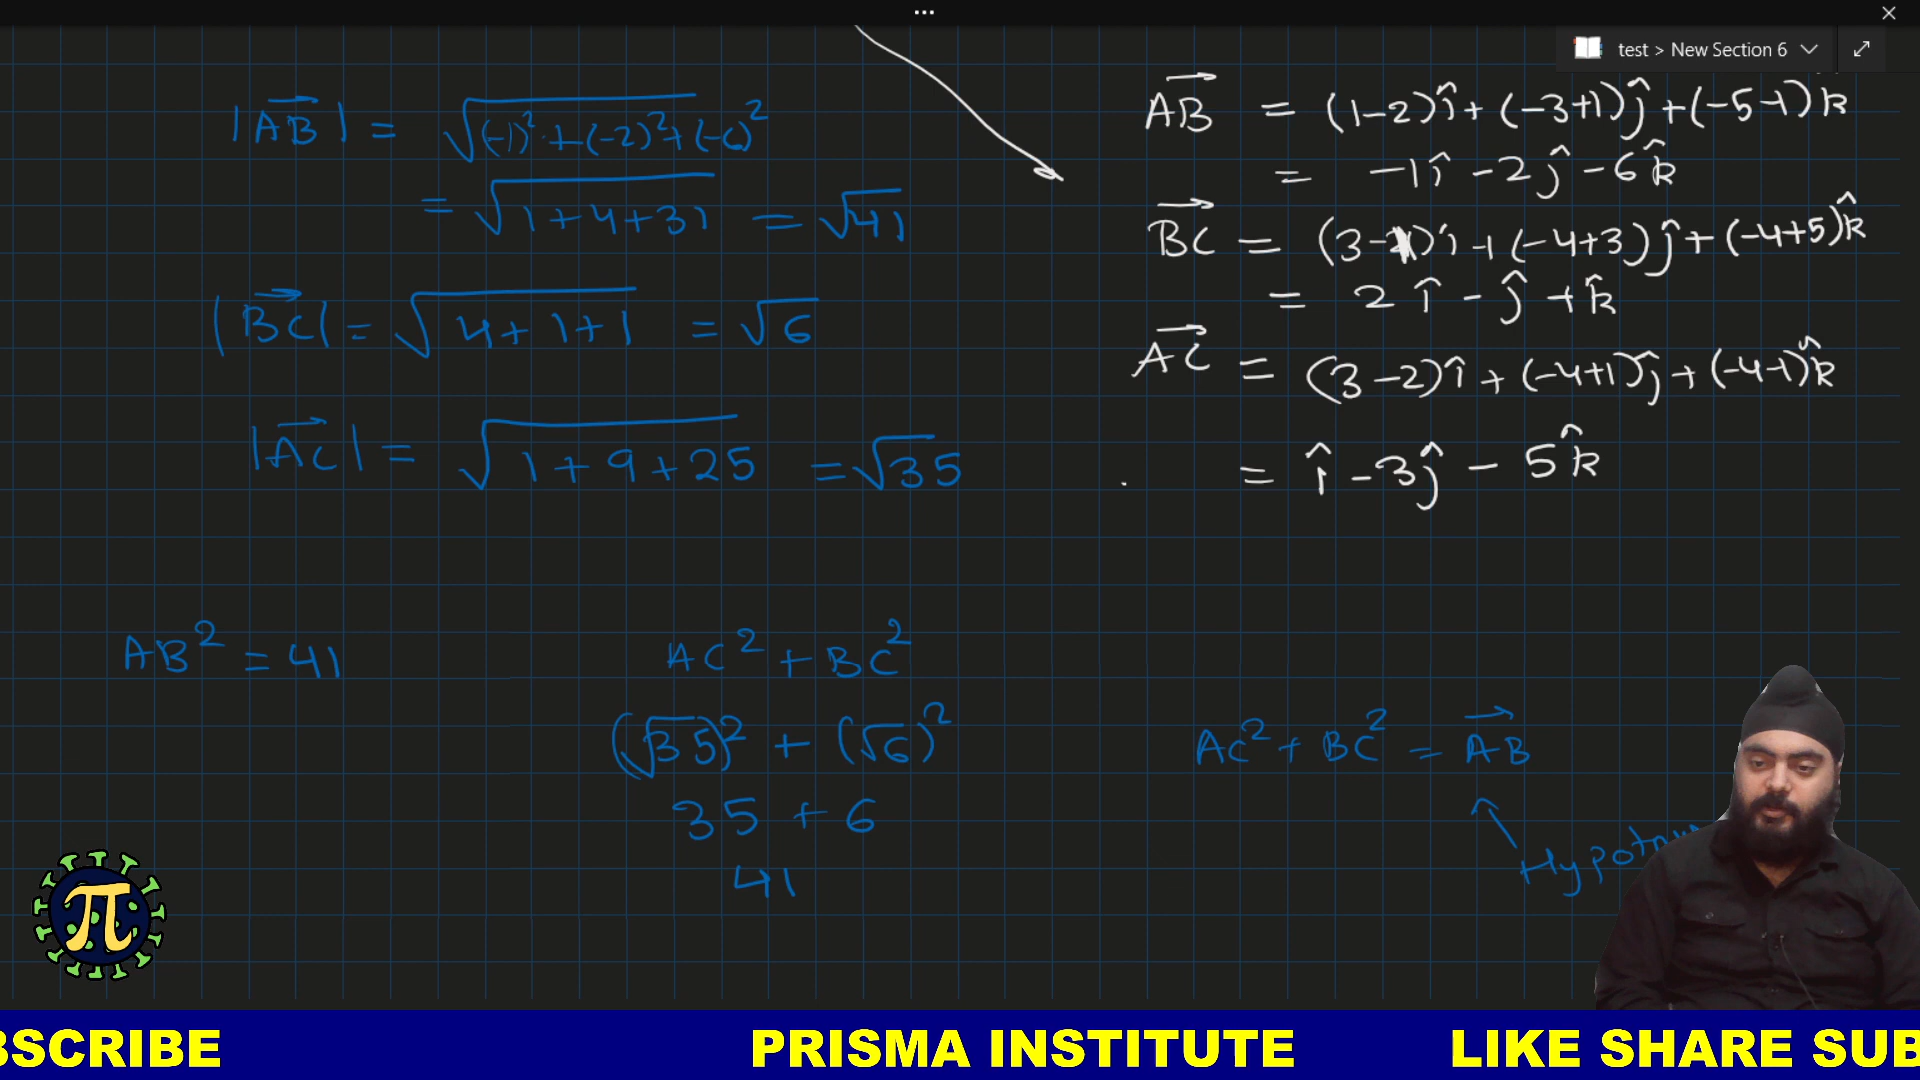 ...
test > New Section 6
|AB| = √(-1)² + (-2)² + (-6)²
= √1 + 4 + 31 = √41
|BC| = √4 + 1 + 1 = √6
|AC| = √1 + 9 + 25 = √35
AB = (1-2)î + (-3+1)ĵ + (-5-1)k
= -1î - 2ĵ - 6k̂
BC = (3-1)î + (-4+3)ĵ + (-4+5)k̂
= 2î - ĵ + k̂
AC = (3-2)î + (-4+1)ĵ + (-4-1)k̂
= î - 3ĵ - 5k̂
AB² = 41
AC² + BC²
(√35)² + (√6)²
35 + 6
41
AC² + BC² = AB
π
BSCRIBE PRISMA INSTITUTE LIKE SHARE SUB